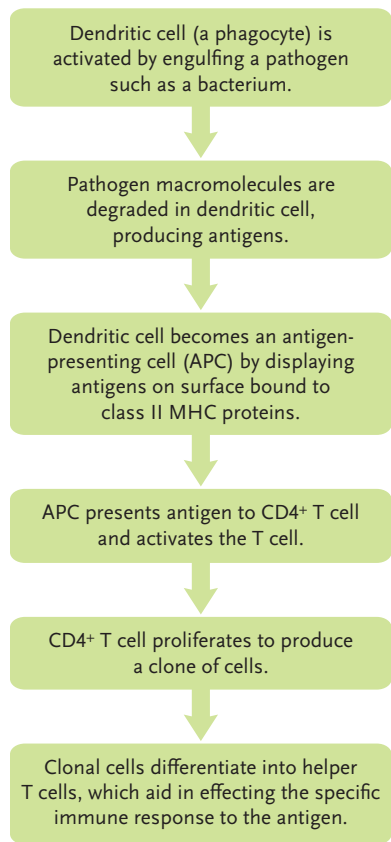 Dendritic cell (a phagocyte) is
activated by engulfing a pathogen
such as a bacterium.
Pathogen macromolecules are
degraded in dendritic cell,
producing antigens.
Dendritic cell becomes an antigen-
presenting cell (APC) by displaying
antigens on surface bound to
class II MHC proteins.
APC presents antigen to CD4⁺ T cell
and activates the T cell.
CD4⁺ T cell proliferates to produce
a clone of cells.
Clonal cells differentiate into helper
T cells, which aid in effecting the specific
immune response to the antigen.